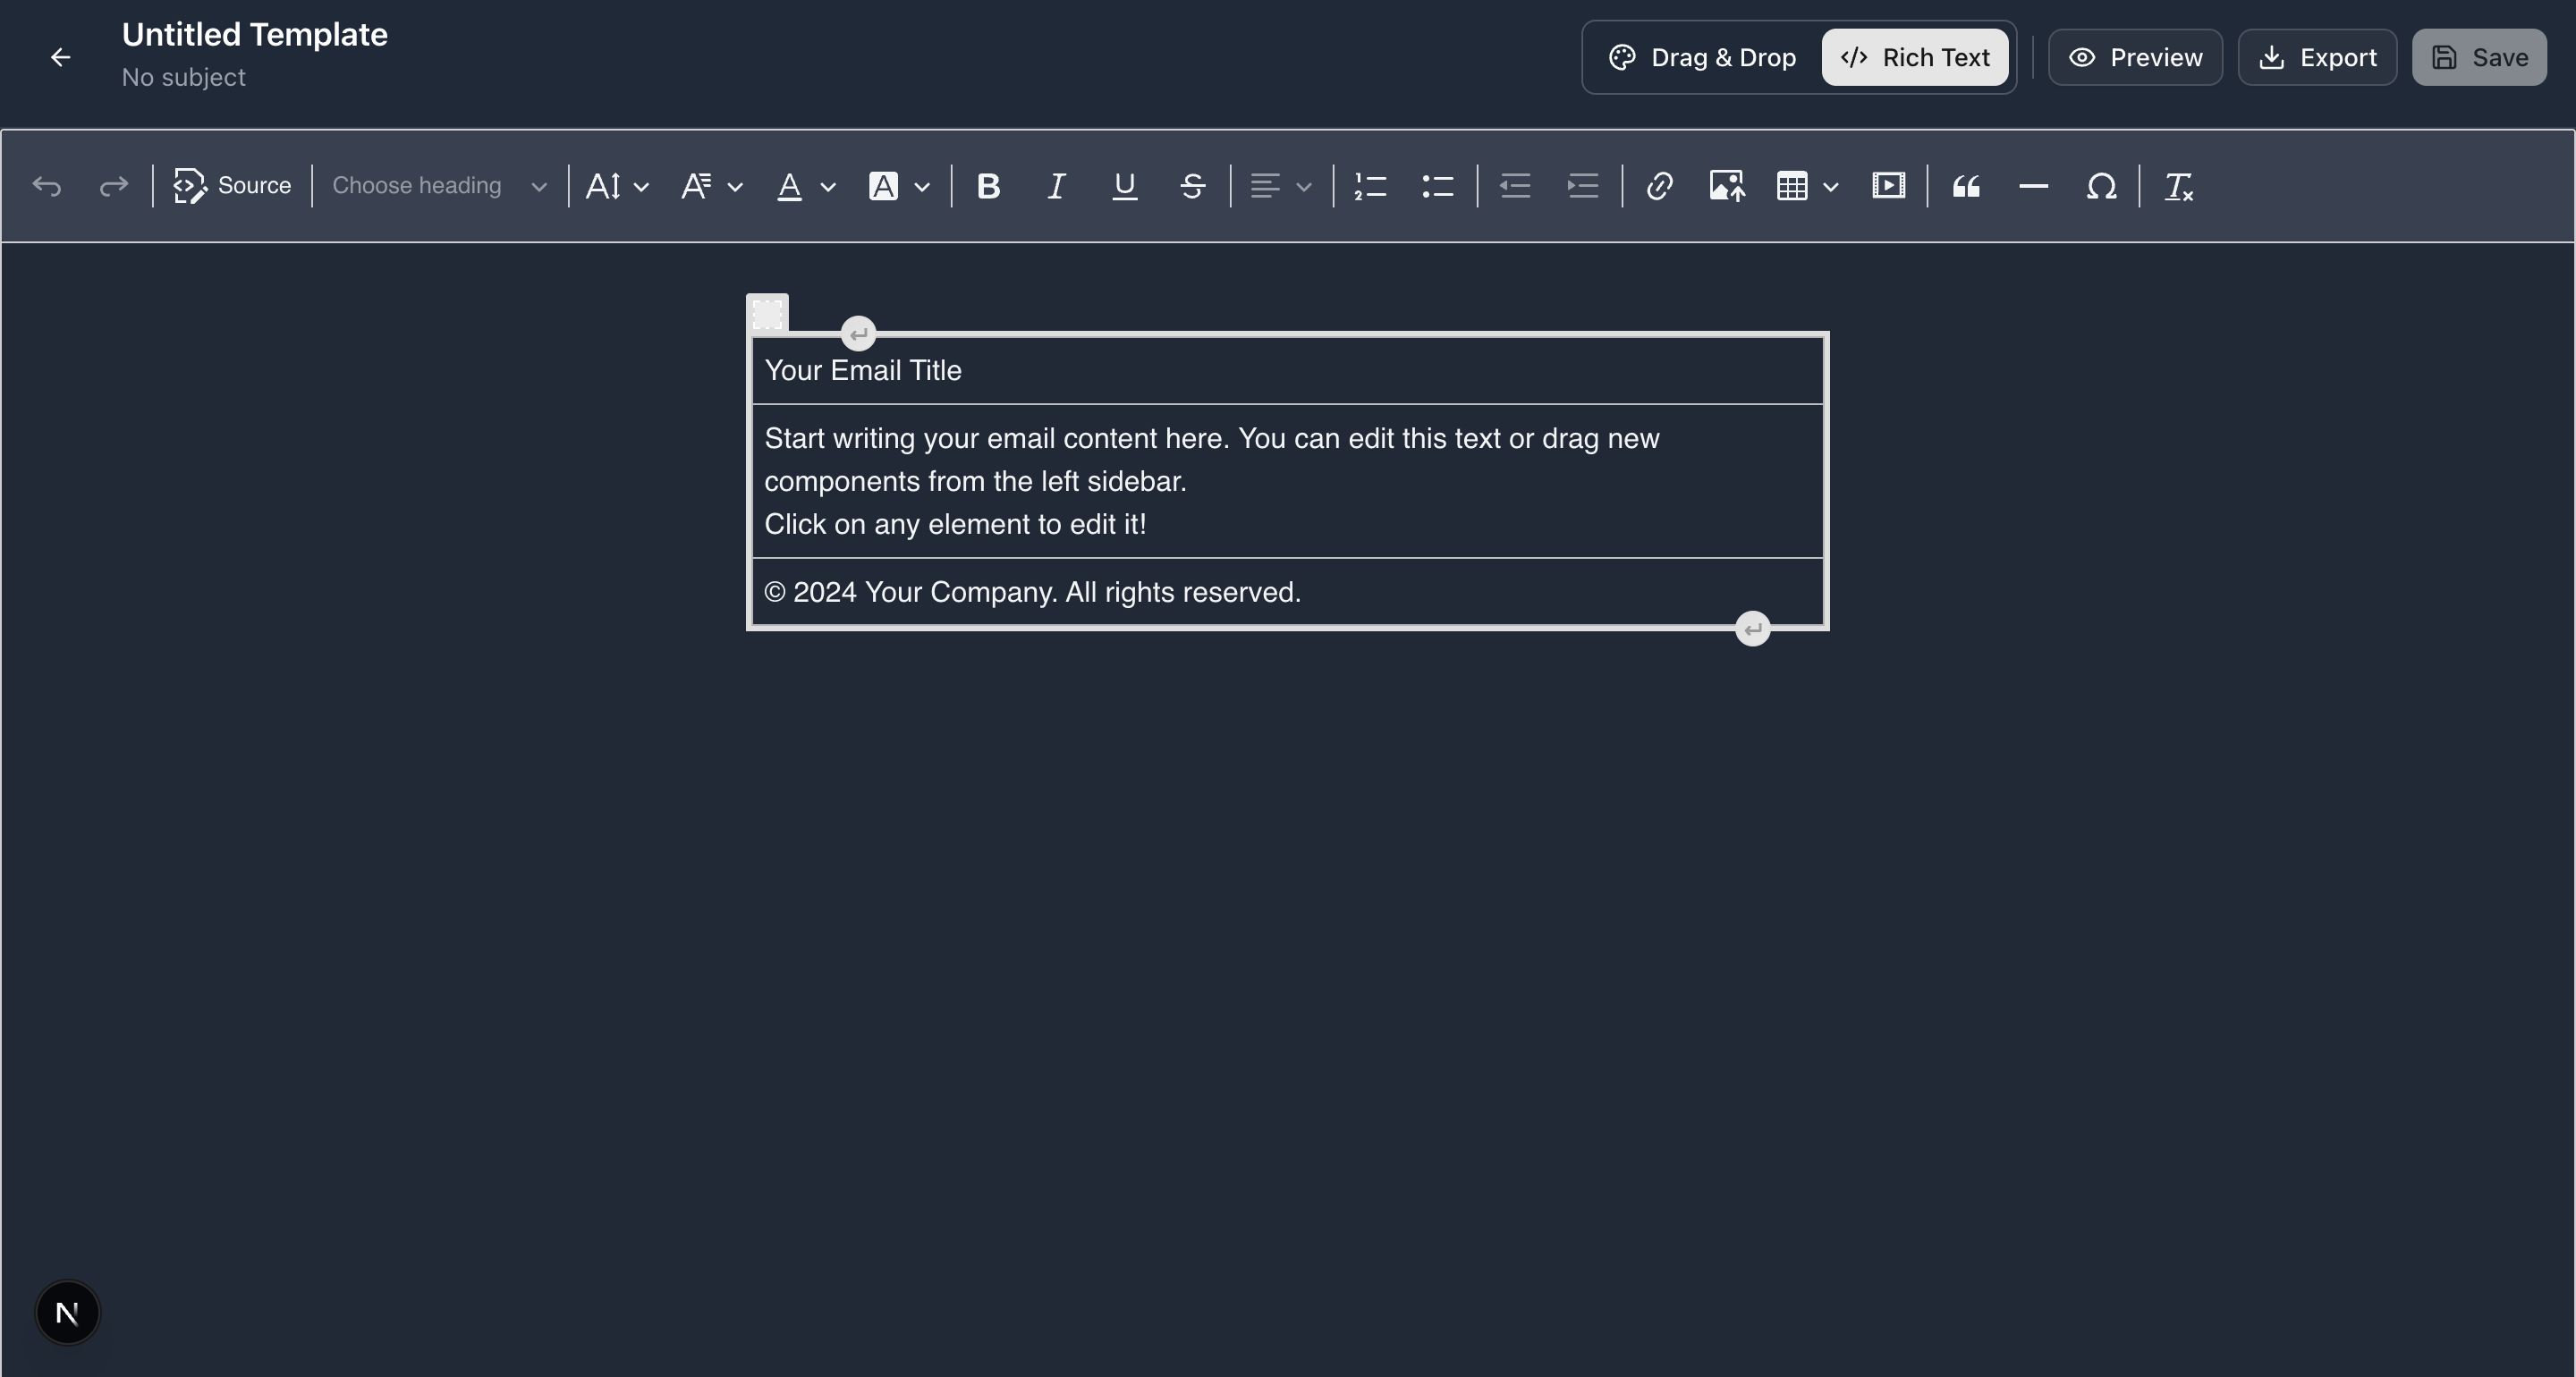 Untitled Template
No subject
Drag & Drop
Rich Text
Preview
Export
Save
Source
Choose heading
Your Email Title
Start writing your email content here. You can edit this text or drag new
components from the left sidebar.
Click on any element to edit it!
© 2024 Your Company. All rights reserved.
N